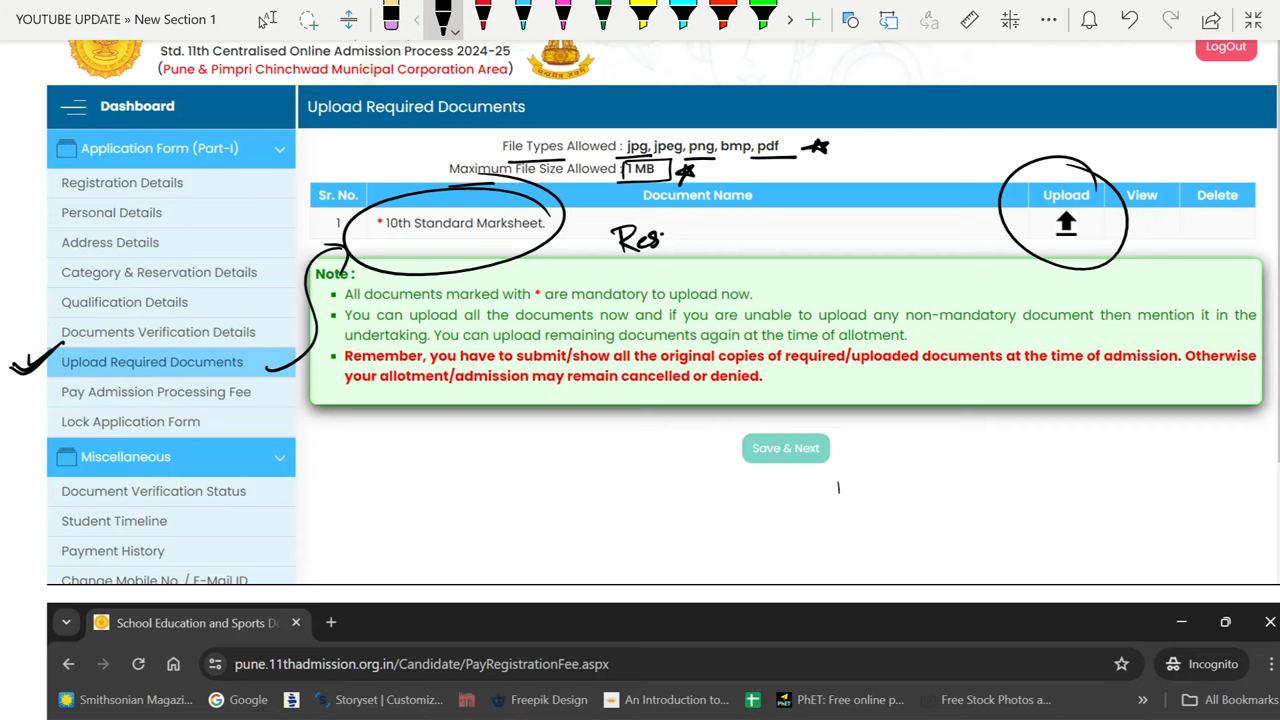 YOUTUBE UPDATE » New Section 1
Std. 11th Centralised Online Admission Process 2024-25
(Pune & Pimpri Chinchwad Municipal Corporation Area)
LogOut
Dashboard
Upload Required Documents
Application Form (Part-I)
File Types Allowed : jpg, jpeg, png, bmp, pdf
Maximum File Size Allowed : 1 MB
Registration Details
Sr. No. Document Name Upload View Delete
Personal Details
1 * 10th Standard Marksheet.
Res
Address Details
Category & Reservation Details
Note :
Qualification Details
All documents marked with * are mandatory to upload now.
You can upload all the documents now and if you are unable to upload any non-mandatory document then mention it in the
undertaking. You can upload remaining documents again at the time of allotment.
Documents Verification Details
Upload Required Documents
Remember, you have to submit/show all the original copies of required/uploaded documents at the time of admission. Otherwise
your allotment/admission may remain cancelled or denied.
Pay Admission Processing Fee
Lock Application Form
Save & Next
Miscellaneous
Document Verification Status
Student Timeline
Payment History
Change Mobile No. / E-Mail ID
School Education and Sports D
pune.11thadmission.org.in/Candidate/PayRegistrationFee.aspx
Incognito
Smithsonian Magazi... Google Storyset | Customiz... Freepik Design An Introduction to... PhET: Free online p... Free Stock Photos a... All Bookmarks